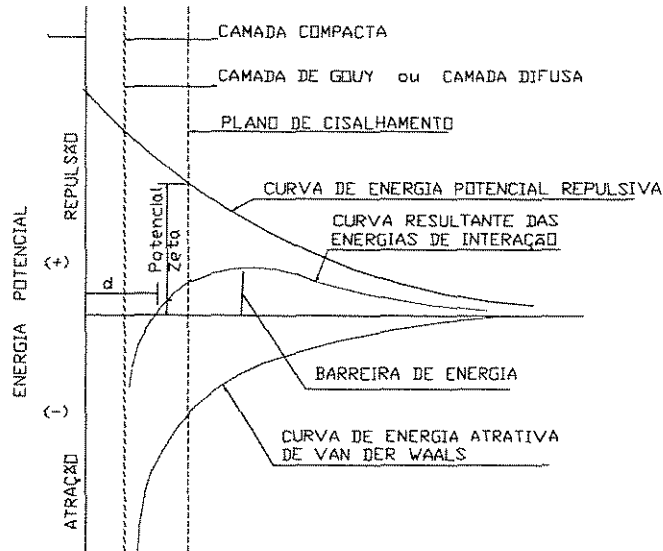 CAMADA COMPACTA
CAMADA DE GOUY ou CAMADA DIFUSA
PLANO DE CISALHAMENTO
CURVA DE ENERGIA POTENCIAL REPULSIVA
CURVA RESULTANTE DAS
ENERGIAS DE INTERAÇÃO
BARREIRA DE ENERGIA
CURVA DE ENERGIA ATRATIVA
DE VAN DER WAALS
ENERGIA POTENCIAL
ATRAÇÃO (-) (+) REPULSÃO
d
Potencial
Zeta